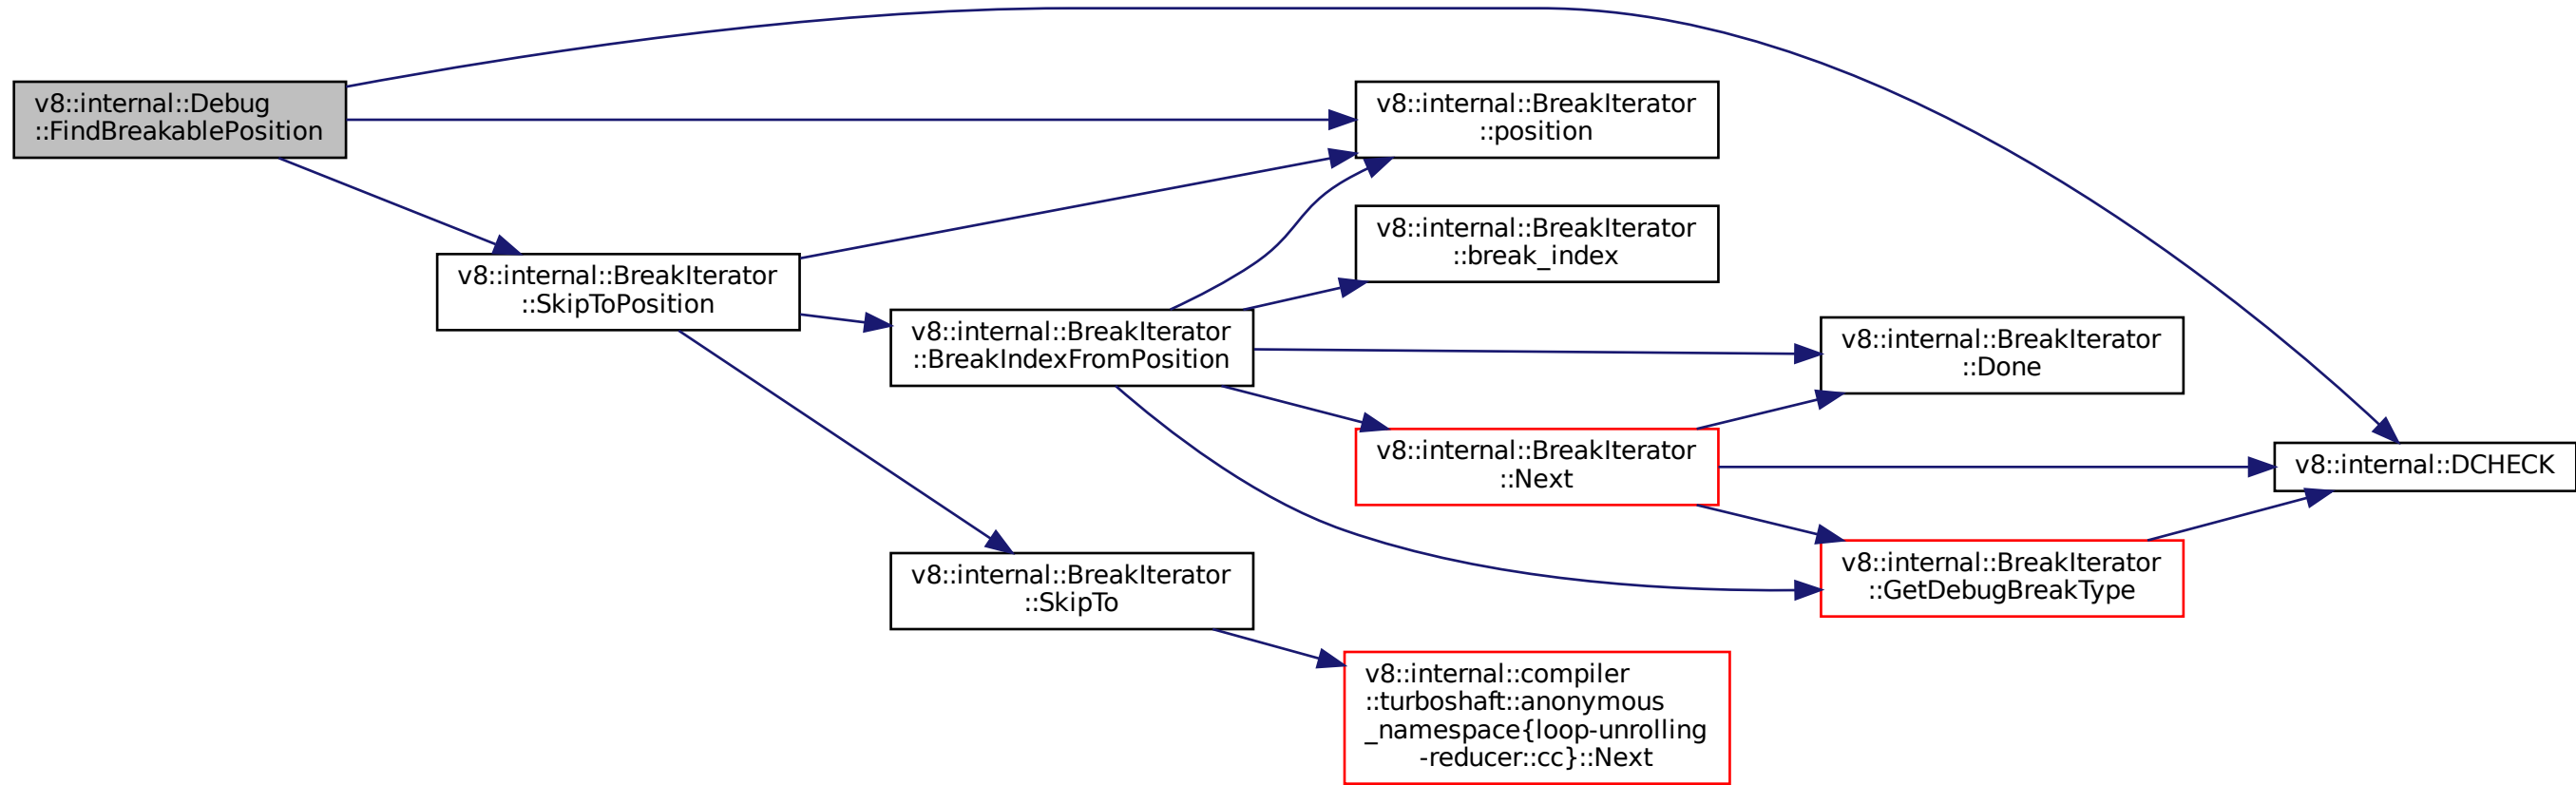 v8::internal::Debug
::FindBreakablePosition
v8::internal::BreakIterator
::SkipToPosition
v8::internal::BreakIterator
::BreakIndexFromPosition
v8::internal::BreakIterator
::SkipTo
v8::internal::BreakIterator
::position
v8::internal::BreakIterator
::break_index
v8::internal::BreakIterator
::Next
v8::internal::compiler
::turboshaft::anonymous
_namespace{loop-unrolling
-reducer::cc}::Next
v8::internal::BreakIterator
::Done
v8::internal::BreakIterator
::GetDebugBreakType
v8::internal::DCHECK